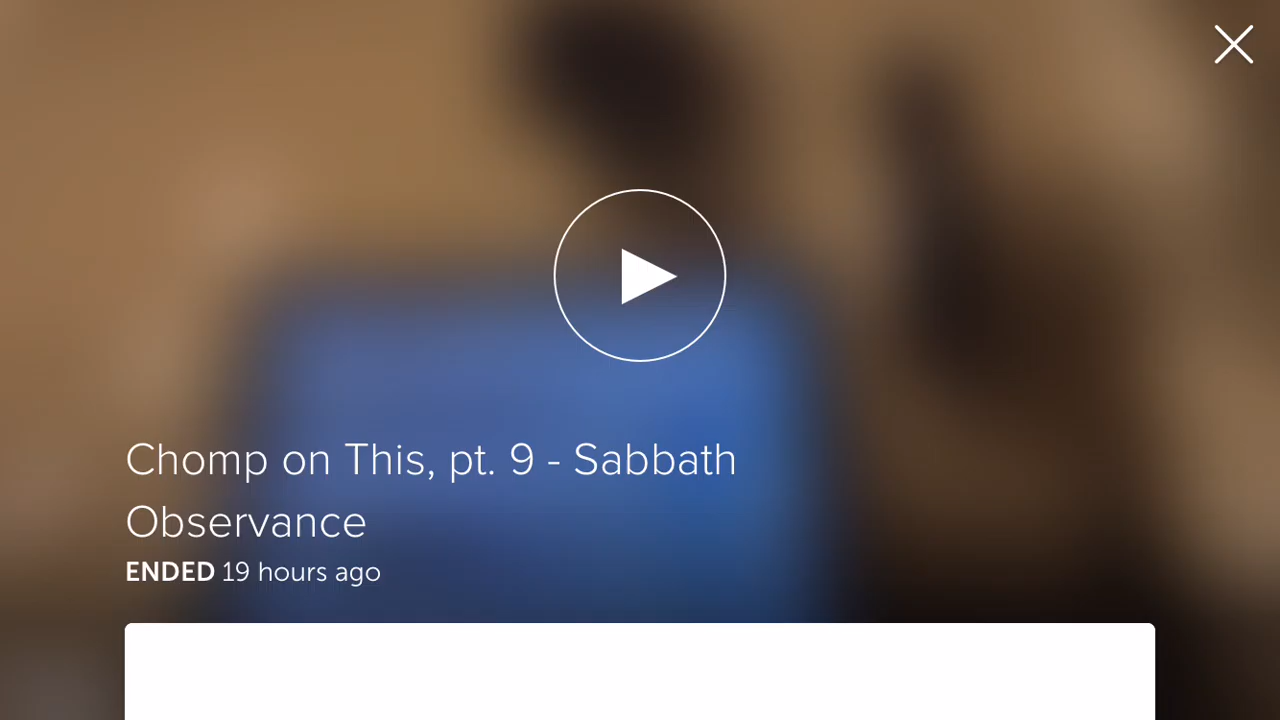 Chomp on This, pt. 9 - Sabbath
Observance
ENDED 19 hours ago